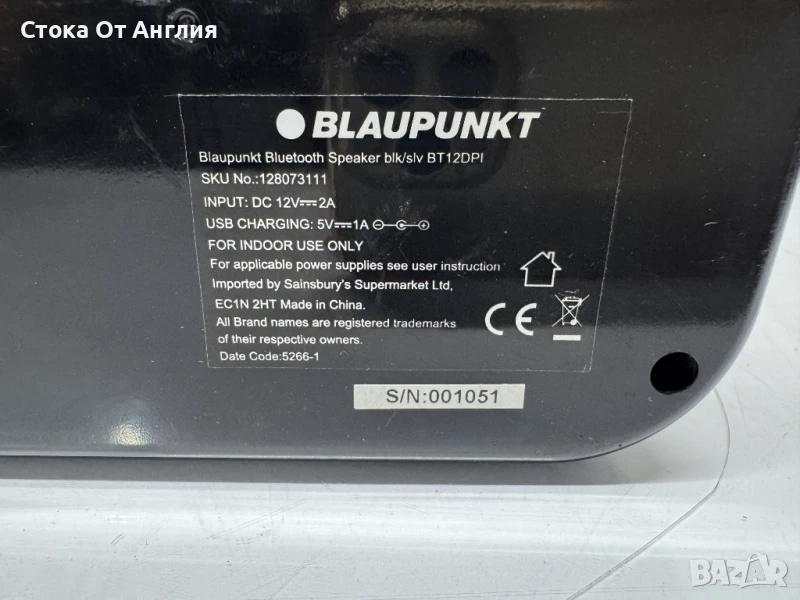 Стока От Англия
BLAUPUNKT
Blaupunkt Bluetooth Speaker blk/slv BT12DPI
SKU No.:128073111
INPUT: DC 12V⎓2A
USB CHARGING: 5V⎓1A
FOR INDOOR USE ONLY
For applicable power supplies see user instruction
Imported by Sainsbury's Supermarket Ltd,
EC1N 2HT Made in China.
All Brand names are registered trademarks
of their respective owners.
Date Code:5266-1
CE
S/N:001051
BAZAR